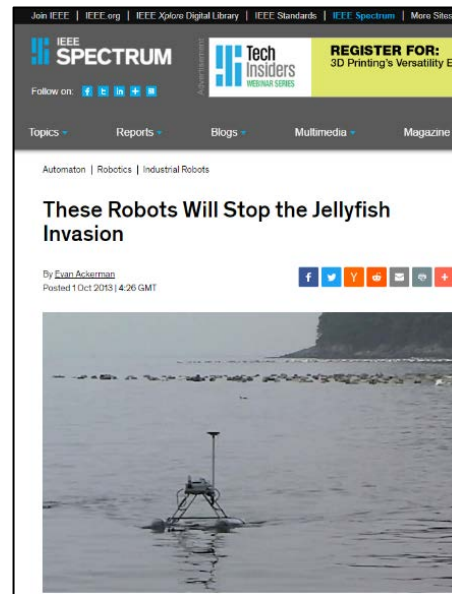 Join IEEE | IEEE.org | IEEE Xplore Digital Library | IEEE Standards | IEEE Spectrum | More Sites
IEEE
SPECTRUM
Follow on:
Advertisement
Tech
Insiders
WEBINAR SERIES
REGISTER FOR:
3D Printing's Versatility E
Topics
Reports
Blogs
Multimedia
Magazine
Automaton | Robotics | Industrial Robots
These Robots Will Stop the Jellyfish
Invasion
By Evan Ackerman
Posted 1 Oct 2013 | 4:26 GMT